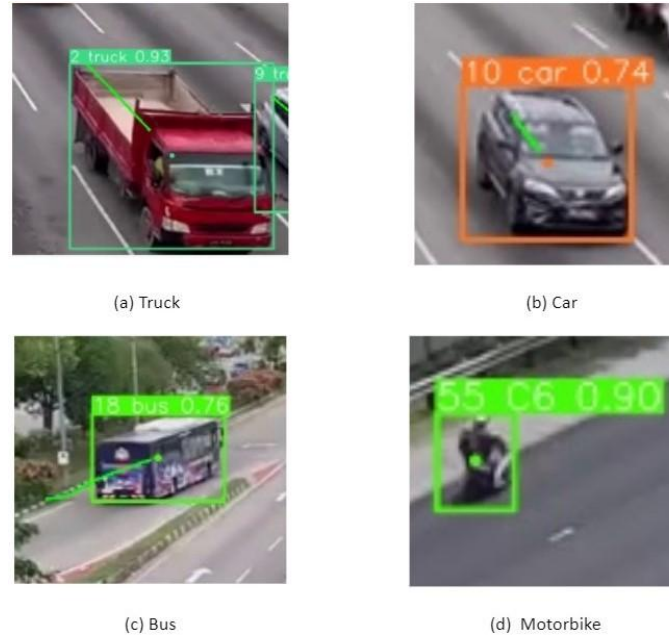 2 truck 0.93
9 tr
10 car 0.74
(a) Truck
(b) Car
18 bus 0.76
55 C6 0.90
(c) Bus
(d) Motorbike